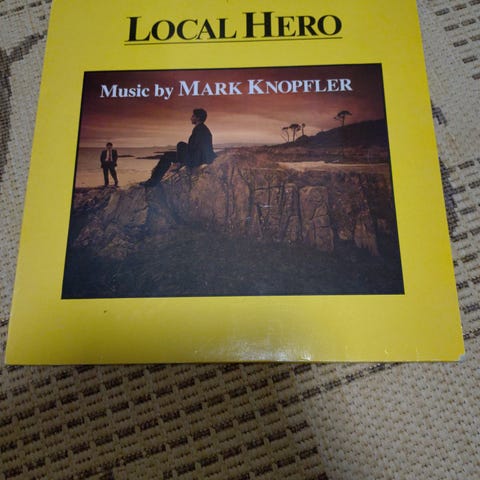 LOCAL HERO
Music by MARK KNOPFLER